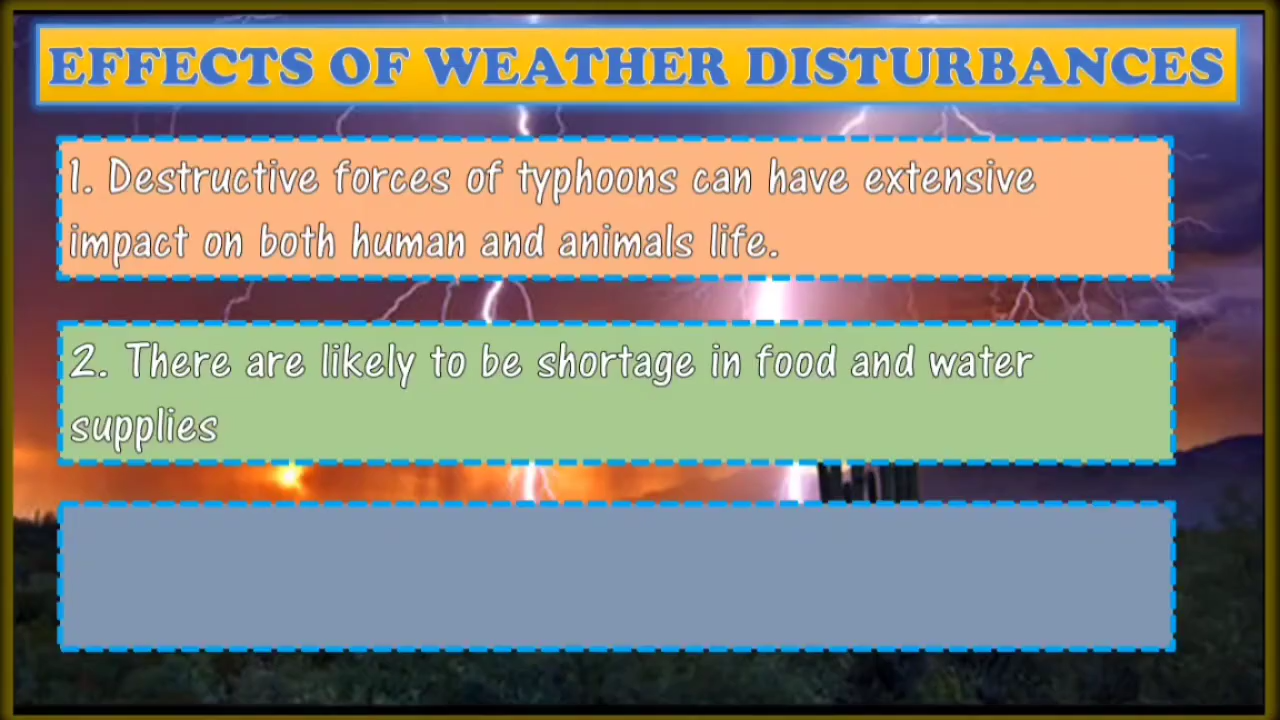 EFFECTS OF WEATHER DISTURBANCES
1. Destructive forces of typhoons can have extensive
impact on both human and animals life.
2. There are likely to be shortage in food and water
supplies